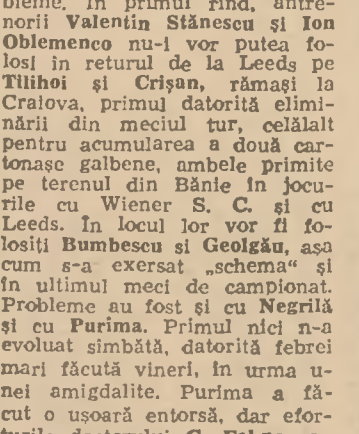 bleme. In primul rînd, antre-
norii Valentin Stănescu și Ion
Oblemenco nu-i vor putea fo-
losi în returul de la Leeds pe
Tilihoi și Crișan, rămași la
Craiova, primul datorită elimi-
nării din meciul tur, celălalt
pentru acumularea a două car-
tonașe galbene, ambele primite
pe terenul din Bănie în jocu-
rile cu Wiener S. C. și cu
Leeds. În locul lor vor fi fo-
losiți Bumbescu și Geolgău, așa
cum s-a exersat „schema" și
în ultimul meci de campionat.
Probleme au fost și cu Negrilă
și cu Purima. Primul nici n-a
evoluat sîmbătă, datorită febrei
mari făcută vineri, în urma u-
nei amigdalite. Purima a fă-
cut o ușoară entorsă, dar efor-
turile doctorului